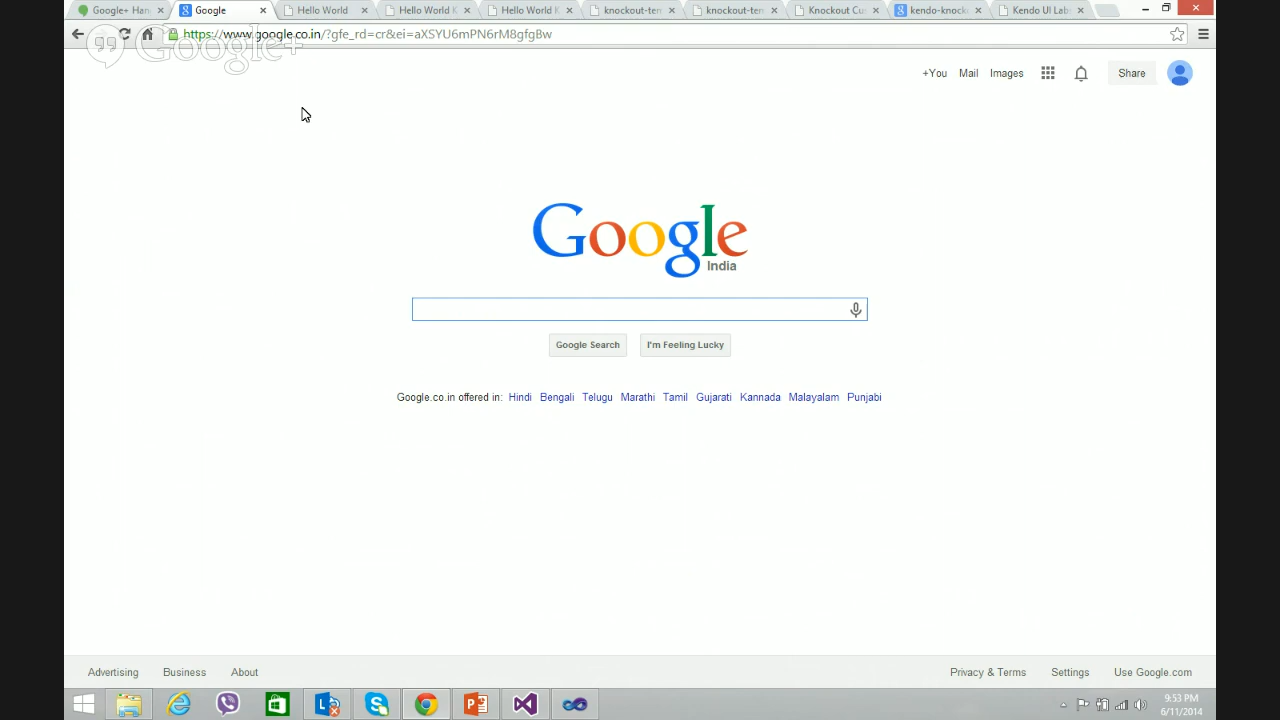 Google+ Han
Google
Hello World
Hello World K
Hello World K
knockout-ten
knockout-ten
Knockout Cus
kendo-knock
Kendo UI Lab
https://www.google.co.in/?gfe_rd=cr&ei=aXSYU6mPN6rM8gfgBw
Google+
+You Mail Images Share
Google
India
Google Search I'm Feeling Lucky
Google.co.in offered in: Hindi Bengali Telugu Marathi Tamil Gujarati Kannada Malayalam Punjabi
Advertising Business About Privacy & Terms Settings Use Google.com
9:53 PM
6/11/2014